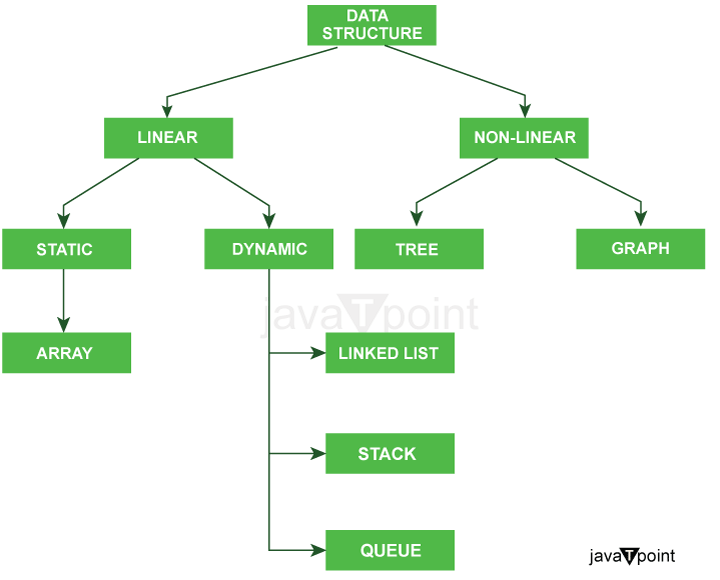 DATA
STRUCTURE
LINEAR
NON-LINEAR
STATIC
DYNAMIC
TREE
GRAPH
javaTpoint
ARRAY
LINKED LIST
STACK
QUEUE
javaTpoint